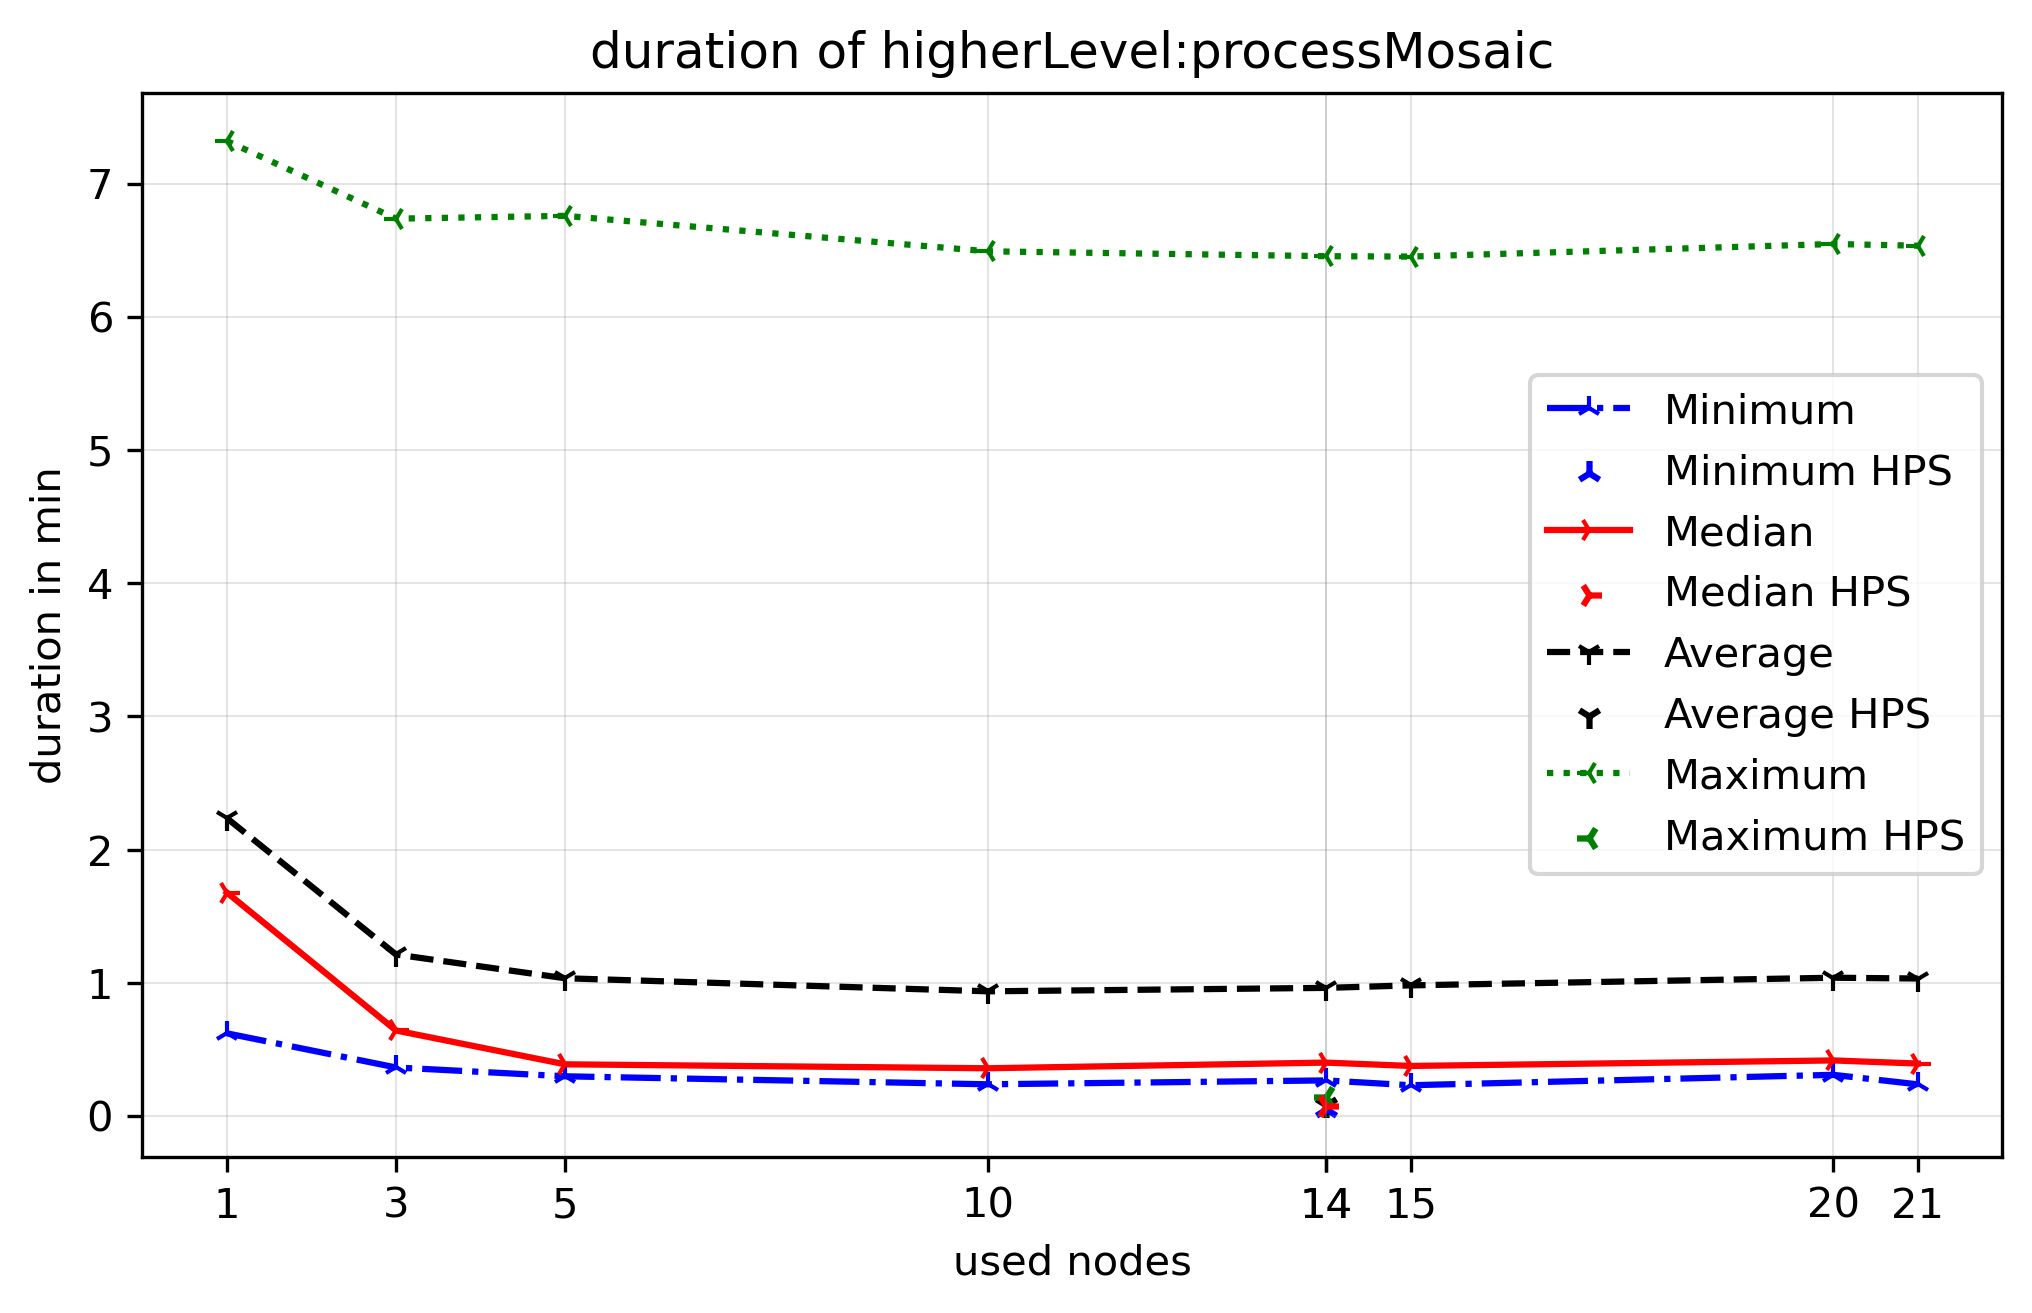 duration of higherLevel:processMosaic
7
6
5
4
3
2
1
0
duration in min
Minimum
Minimum HPS
Median
Median HPS
Average
Average HPS
Maximum
Maximum HPS
1 3 5 10 14 15 20 21
used nodes